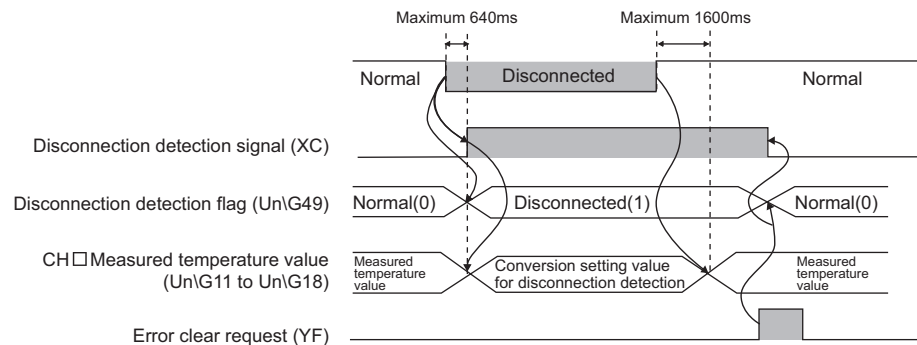 Maximum 640ms
Maximum 1600ms
Normal
Disconnected
Normal
Disconnection detection signal (XC)
Disconnection detection flag (Un\G49)
Normal(0)
Disconnected(1)
Normal(0)
CH□Measured temperature value
(Un\G11 to Un\G18)
Measured
temperature
value
Conversion setting value
for disconnection detection
Measured
temperature
value
Error clear request (YF)